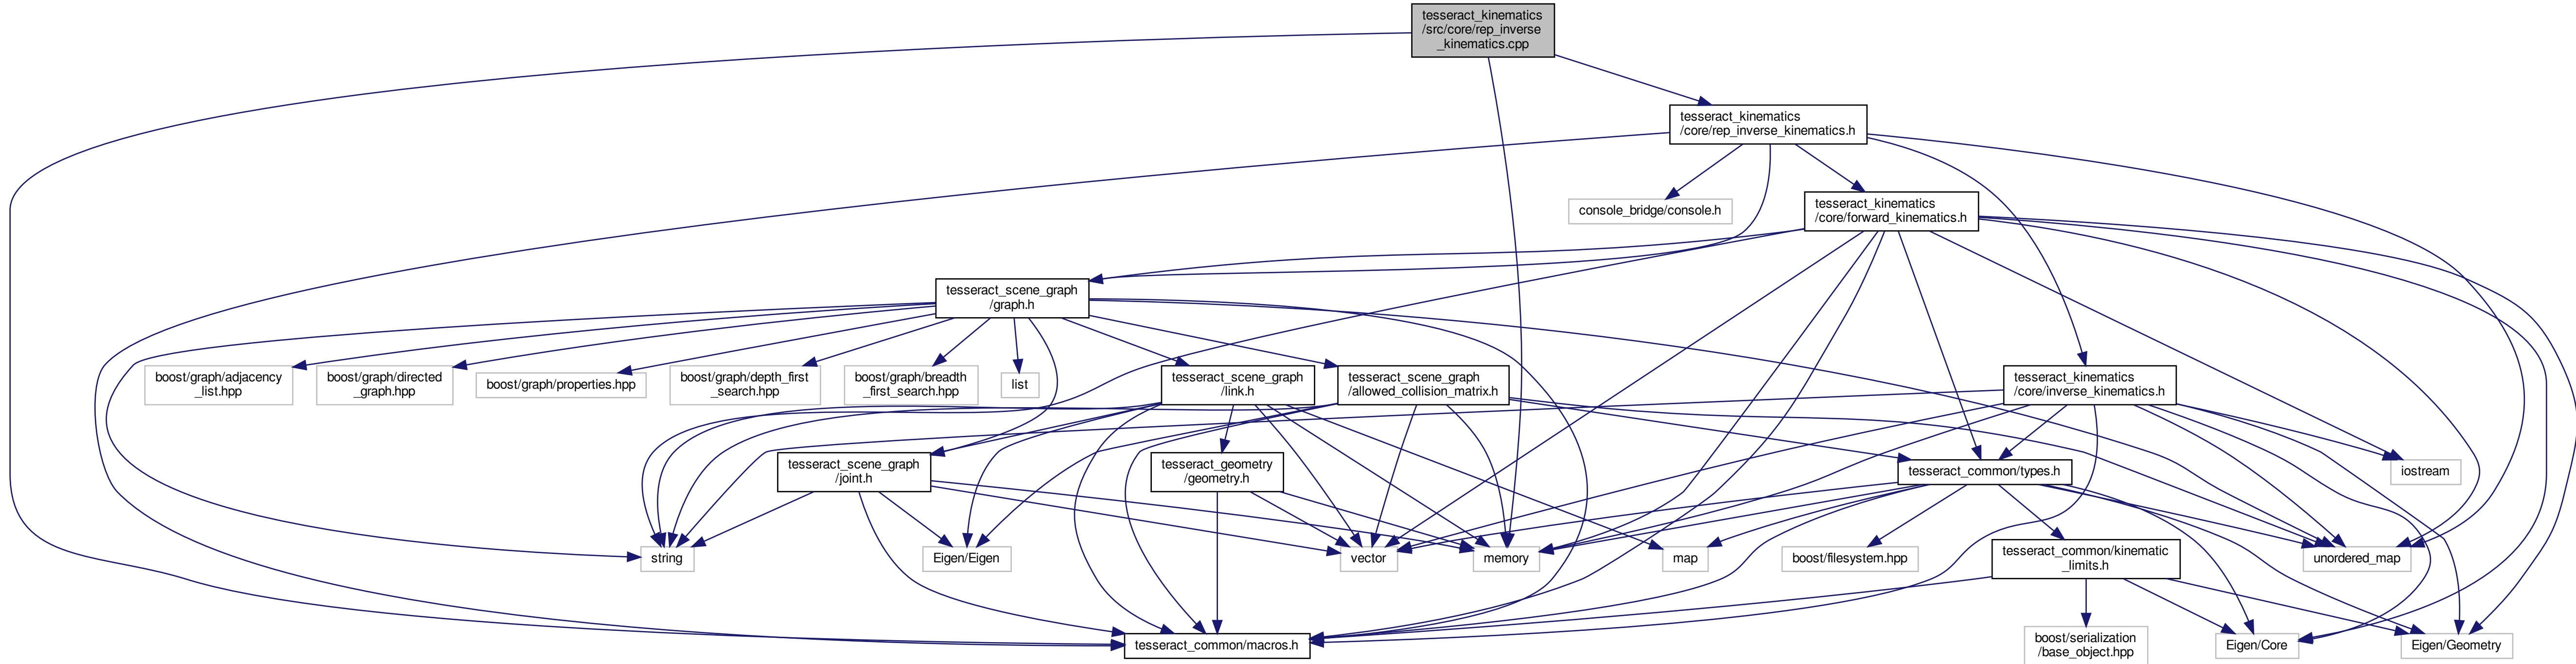 tesseract_kinematics
/src/core/rep_inverse
_kinematics.cpp
tesseract_kinematics
/core/rep_inverse_kinematics.h
console_bridge/console.h
tesseract_kinematics
/core/forward_kinematics.h
tesseract_scene_graph
/graph.h
boost/graph/adjacency
_list.hpp
boost/graph/directed
_graph.hpp
boost/graph/properties.hpp
boost/graph/depth_first
_search.hpp
boost/graph/breadth
_first_search.hpp
list
tesseract_scene_graph
/link.h
tesseract_scene_graph
/allowed_collision_matrix.h
tesseract_kinematics
/core/inverse_kinematics.h
tesseract_scene_graph
/joint.h
tesseract_geometry
/geometry.h
tesseract_common/types.h
iostream
string
Eigen/Eigen
vector
memory
map
boost/filesystem.hpp
tesseract_common/kinematic
_limits.h
unordered_map
tesseract_common/macros.h
boost/serialization
/base_object.hpp
Eigen/Core
Eigen/Geometry